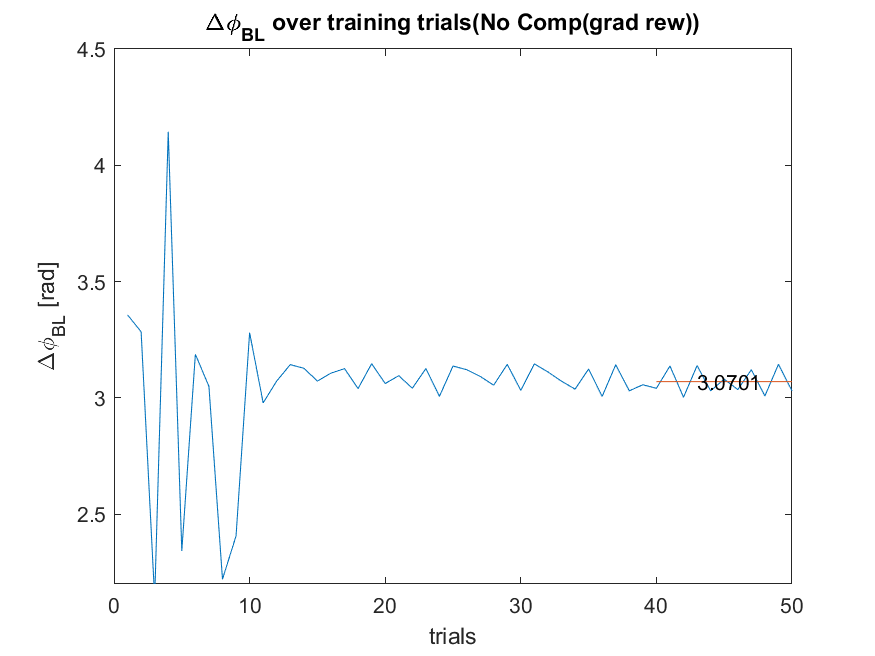 Δϕ_BL over training trials(No Comp(grad rew))
4.5
4
3.5
3
2.5
Δϕ_BL [rad]
3.0701
0 10 20 30 40 50
trials